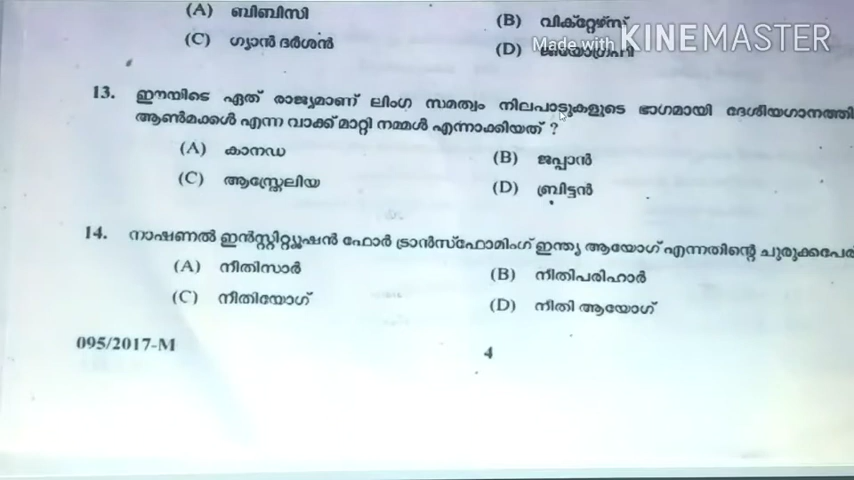 (A) ബിബിസി
(B) വിക്റ്റേഴ്സ്
(C) ഗ്യാൻ ദർശൻ
(D)
Made with KINEMASTER
13. ഈയിടെ ഏത് രാജ്യമാണ് ലിംഗ സമത്വം നിലപാടുകളുടെ ഭാഗമായി ദേശീയഗാനത്തി
ആൺമക്കൾ എന്ന വാക്ക് മാറ്റി നമ്മൾ എന്നാക്കിയത് ?
(A) കാനഡ
(B) ജപ്പാൻ
(C) ആസ്ത്രേലിയ
(D) ബ്രിട്ടൻ
14. നാഷണൽ ഇൻസ്റ്റിറ്റ്യൂഷൻ ഫോർ ട്രാൻസ്ഫോമിംഗ് ഇന്ത്യ ആയോഗ് എന്നതിന്റെ ചുരുക്കപേര്
(A) നീതിസാർ
(B) നീതിപരിഹാർ
(C) നീതിയോഗ്
(D) നീതി ആയോഗ്
095/2017-M
4